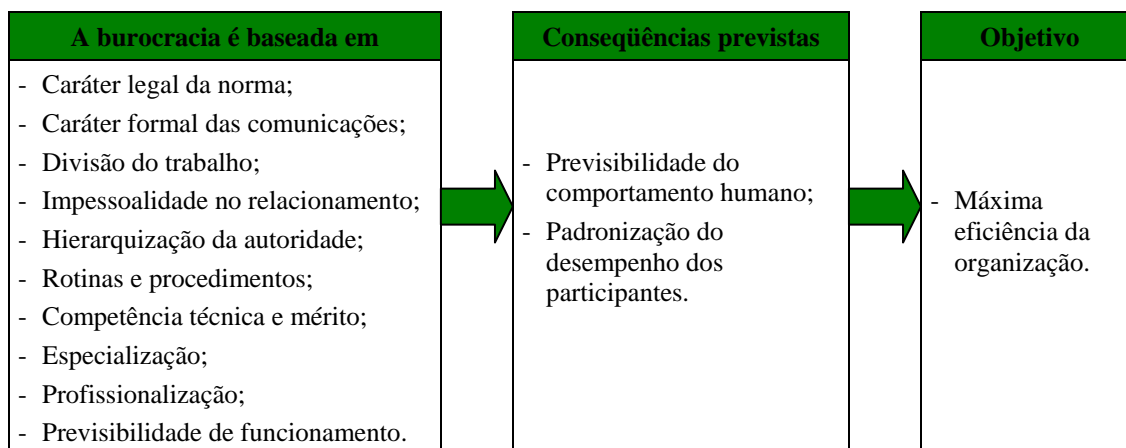 A burocracia é baseada em
- Caráter legal da norma;
- Caráter formal das comunicações;
- Divisão do trabalho;
- Impessoalidade no relacionamento;
- Hierarquização da autoridade;
- Rotinas e procedimentos;
- Competência técnica e mérito;
- Especialização;
- Profissionalização;
- Previsibilidade de funcionamento.
Conseqüências previstas
- Previsibilidade do
comportamento humano;
- Padronização do
desempenho dos
participantes.
Objetivo
- Máxima
eficiência da
organização.